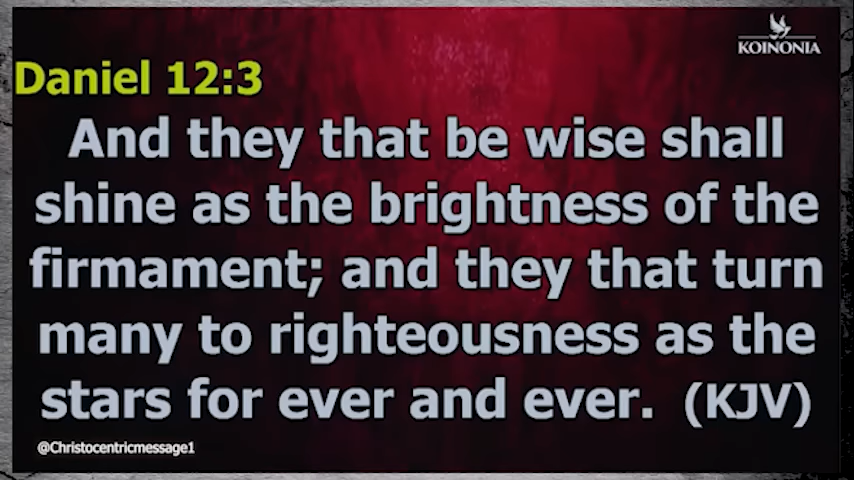 KOINONIA
Daniel 12:3
And they that be wise shall
shine as the brightness of the
firmament; and they that turn
many to righteousness as the
stars for ever and ever. (KJV)
@Christocentricmessage1